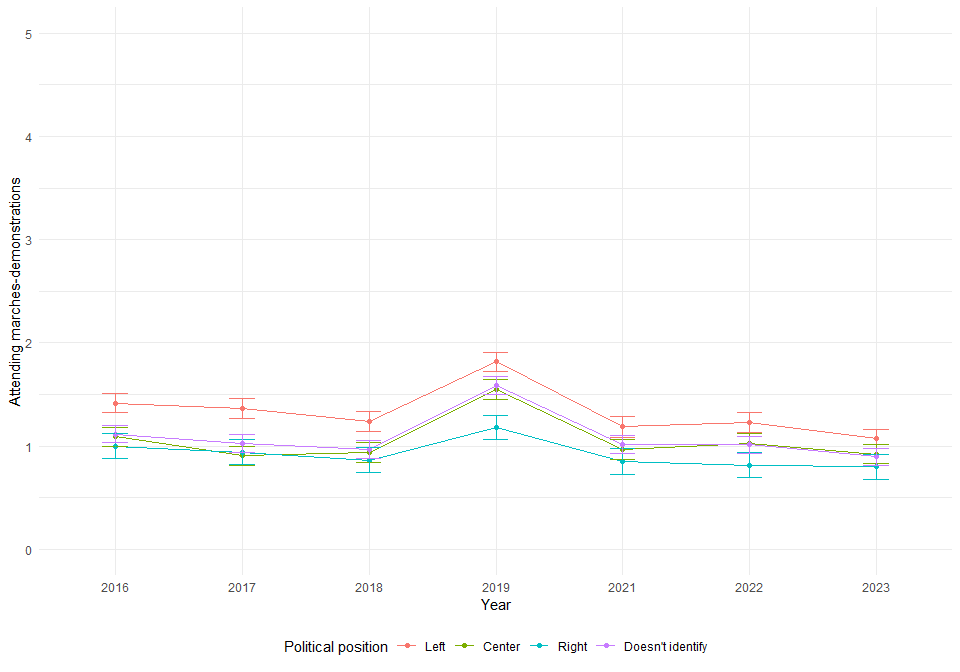 5
4
3
2
1
0
Attending marches-demonstrations
2016 2017 2018 2019 2021 2022 2023
Year
Political position Left Center Right Doesn't identify